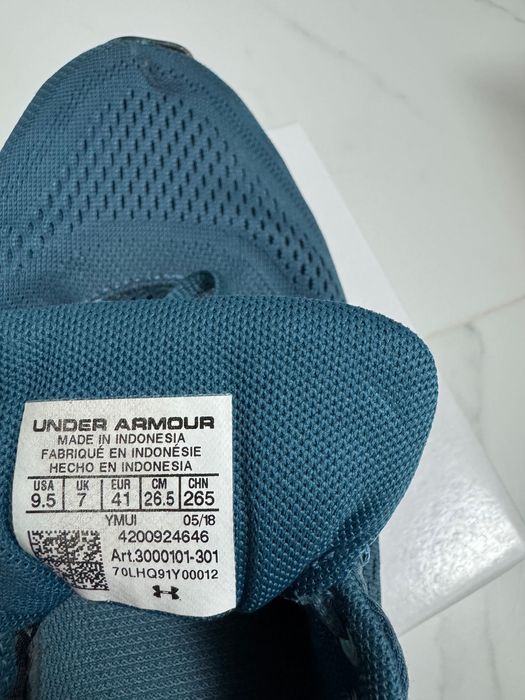 UNDER ARMOUR
MADE IN INDONESIA
FABRIQUÉ EN INDONÉSIE
HECHO EN INDONESIA
USA UK EUR CM CHN
9.5 7 41 26.5 265
YMUI 05/18
4200924646
Art.3000101-301
70LHQ91Y00012